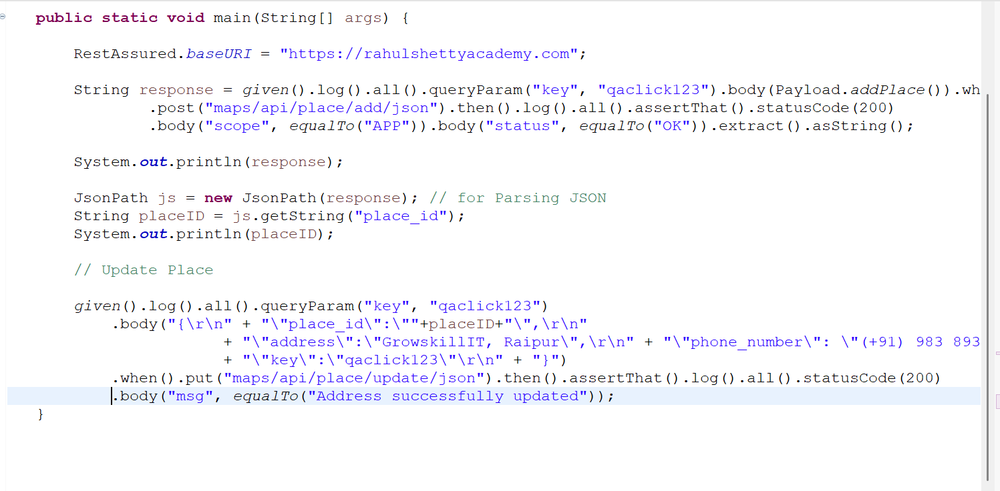 public static void main(String[] args) {
RestAssured.baseURI = "https://rahulshettyacademy.com";
String response = given().log().all().queryParam("key", "qaclick123").body(Payload.addPlace()).wh
.post("maps/api/place/add/json").then().log().all().assertThat().statusCode(200)
.body("scope", equalTo("APP")).body("status", equalTo("OK")).extract().asString();
System.out.println(response);
JsonPath js = new JsonPath(response); // for Parsing JSON
String placeID = js.getString("place_id");
System.out.println(placeID);
// Update Place
given().log().all().queryParam("key", "qaclick123")
.body("{\r\n" + "\"place_id\":\""+placeID+"\",\r\n"
+ "\"address\":\"GrowskillIT, Raipur\",\r\n" + "\"phone_number\": \"(+91) 983 893
+ "\"key\":\"qaclick123\"\r\n" + "}")
.when().put("maps/api/place/update/json").then().assertThat().log().all().statusCode(200)
.body("msg", equalTo("Address successfully updated"));
}